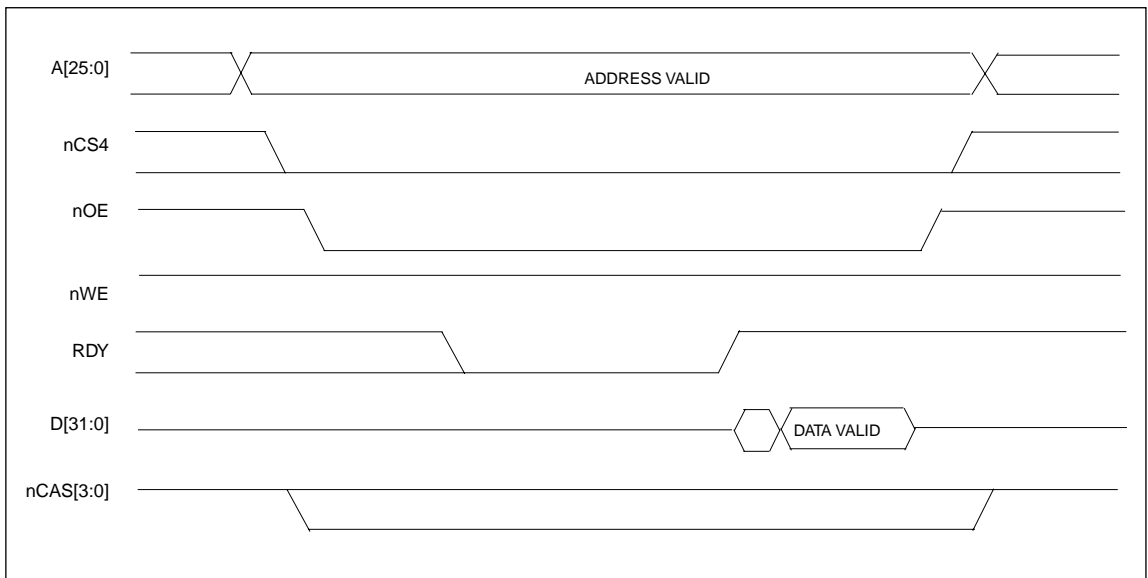 A[25:0]
ADDRESS VALID
nCS4
nOE
nWE
RDY
D[31:0]
DATA VALID
nCAS[3:0]